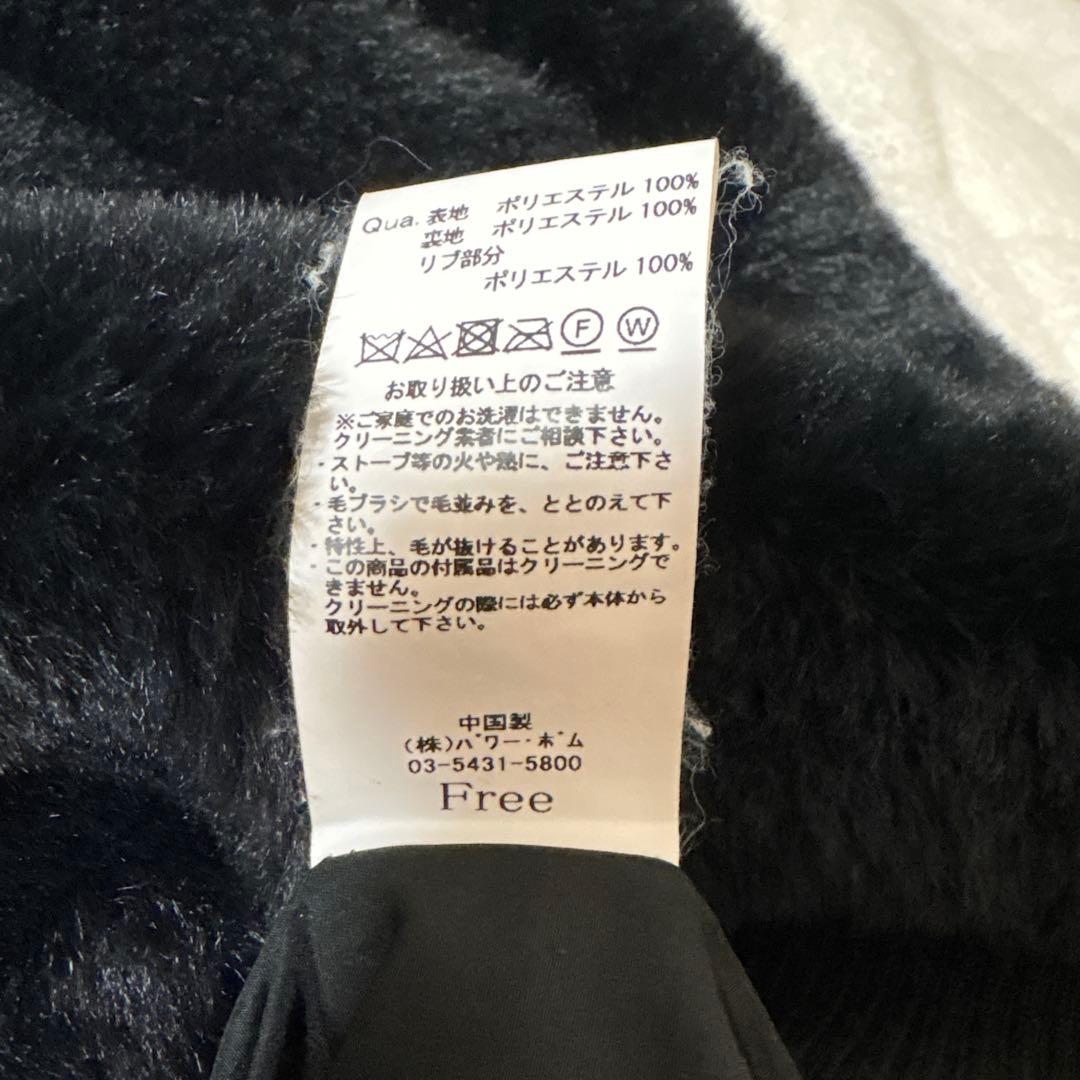 Qua. 表地 ポリエステル 100%
裏地 ポリエステル 100%
リブ部分
ポリエステル 100%
F W
お取り扱い上のご注意
※ご家庭でのお洗濯はできません。
クリーニング業者にご相談下さい。
・ストーブ等の火や熱に、ご注意下さ
い。
・毛ブラシで毛並みを、ととのえて下
さい。
・特性上、毛が抜けることがあります。
・この商品の付属品はクリーニングで
きません。
クリーニングの際には必ず本体から
取外して下さい。
中国製
(株)パワー・ホーム
03-5431-5800
Free